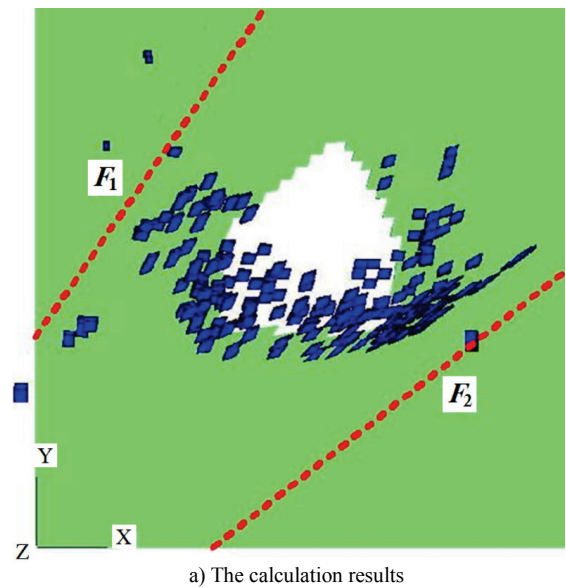 F1
F2
Y
X
Z
a) The calculation results